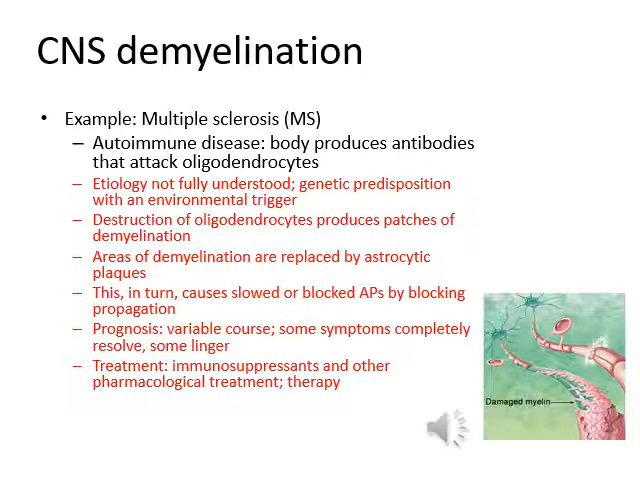 CNS demyelination
• Example: Multiple sclerosis (MS)
– Autoimmune disease: body produces antibodies
that attack oligodendrocytes
– Etiology not fully understood; genetic predisposition
with an environmental trigger
– Destruction of oligodendrocytes produces patches of
demyelination
– Areas of demyelination are replaced by astrocytic
plaques
– This, in turn, causes slowed or blocked APs by blocking
propagation
– Prognosis: variable course; some symptoms completely
resolve, some linger
– Treatment: immunosuppressants and other
pharmacological treatment; therapy
Damaged myelin